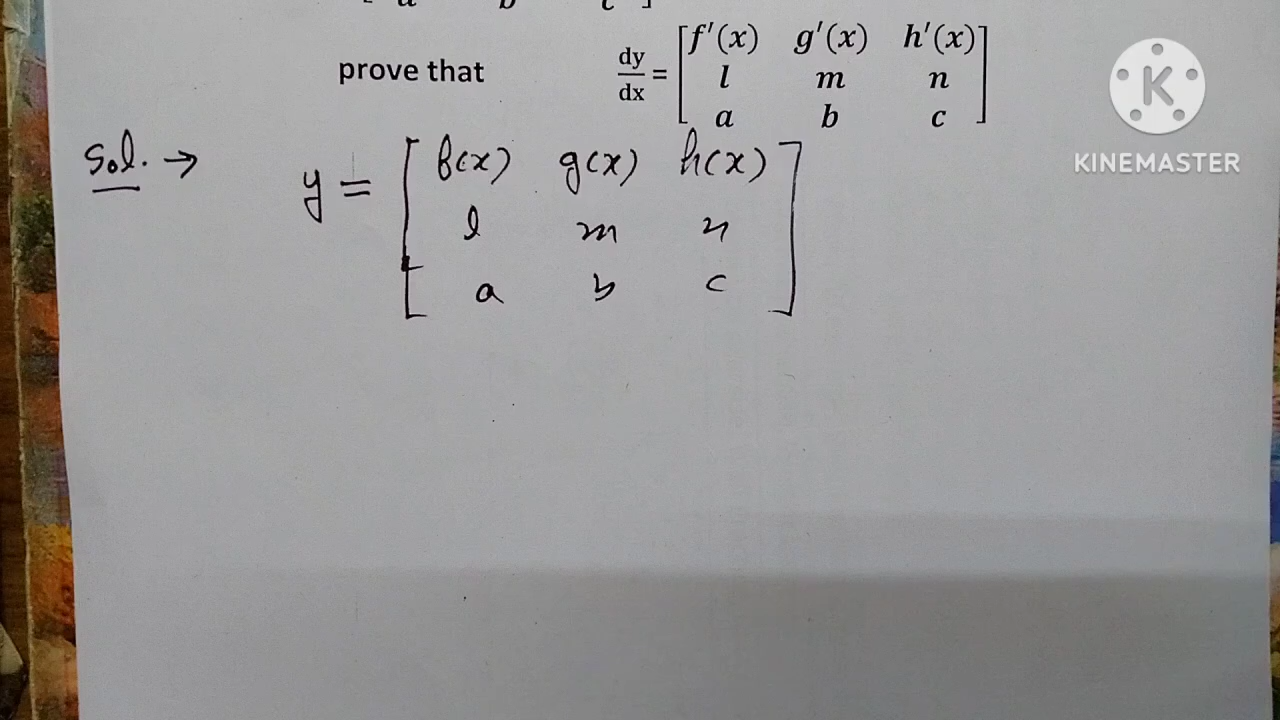 [ a b c ]
prove that dy/dx = [f′(x) g′(x) h′(x)]
l m n
a b c
K
KINEMASTER
Sol. → y = [ f(x) g(x) h(x) ]
l m n
a b c